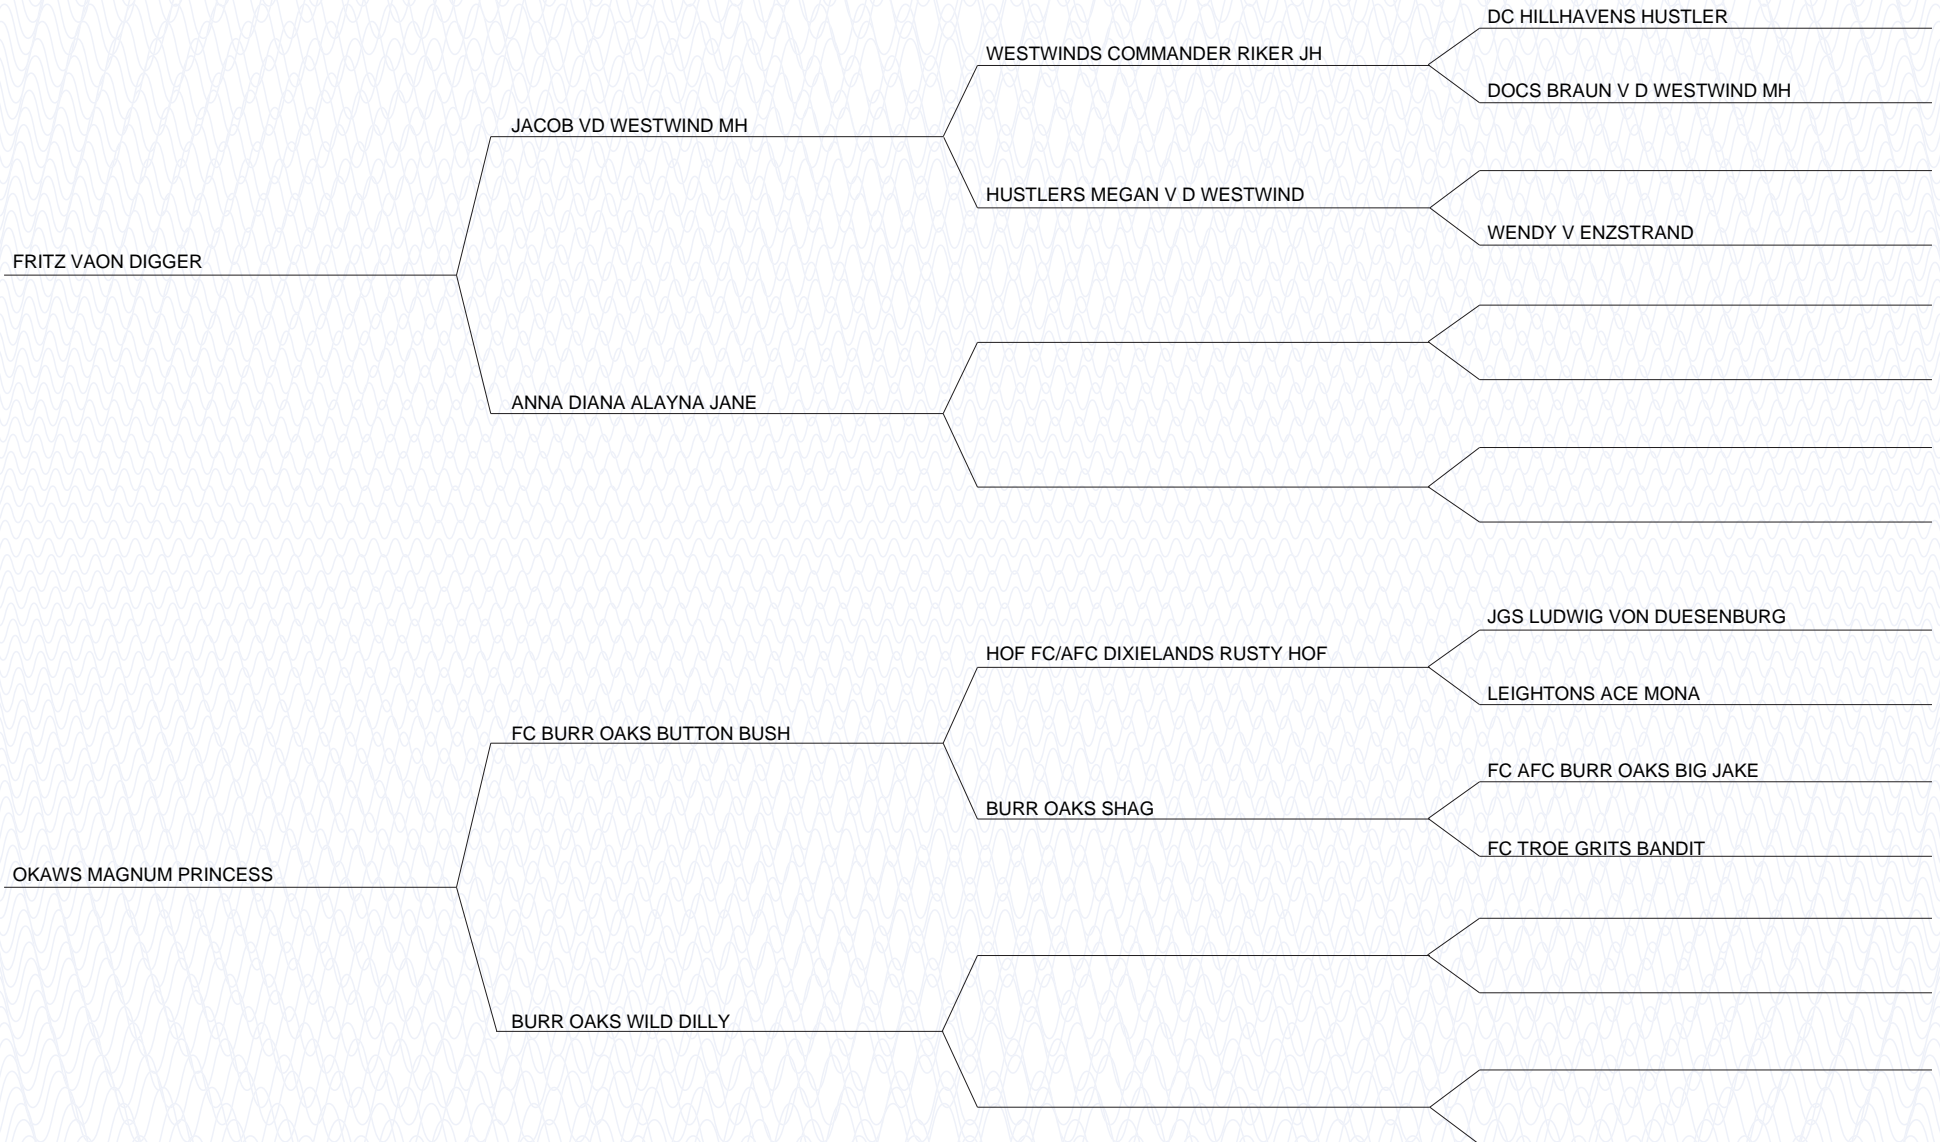 DC HILLHAVENS HUSTLER
WESTWINDS COMMANDER RIKER JH
DOCS BRAUN V D WESTWIND MH
JACOB VD WESTWIND MH
HUSTLERS MEGAN V D WESTWIND
WENDY V ENZSTRAND
FRITZ VAON DIGGER
ANNA DIANA ALAYNA JANE
JGS LUDWIG VON DUESENBURG
HOF FC/AFC DIXIELANDS RUSTY HOF
LEIGHTONS ACE MONA
FC BURR OAKS BUTTON BUSH
FC AFC BURR OAKS BIG JAKE
BURR OAKS SHAG
FC TROE GRITS BANDIT
OKAWS MAGNUM PRINCESS
BURR OAKS WILD DILLY